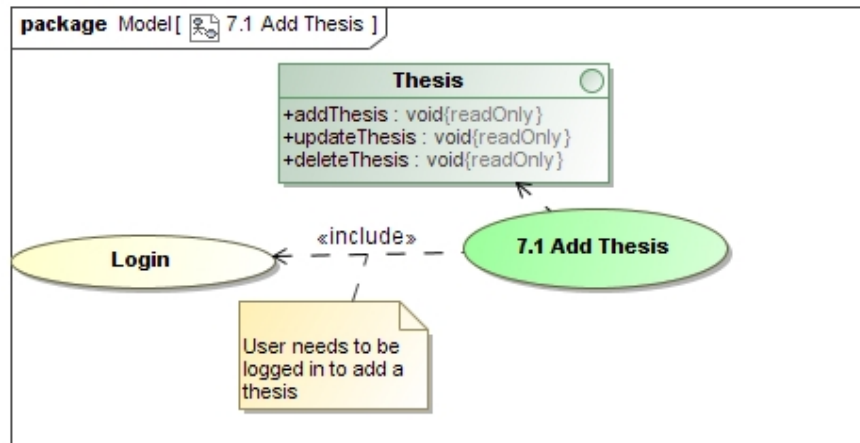 package Model[ 7.1 Add Thesis ]
Thesis
+addThesis : void{readOnly}
+updateThesis : void{readOnly}
+deleteThesis : void{readOnly}
«include»
7.1 Add Thesis
Login
User needs to be
logged in to add a
thesis